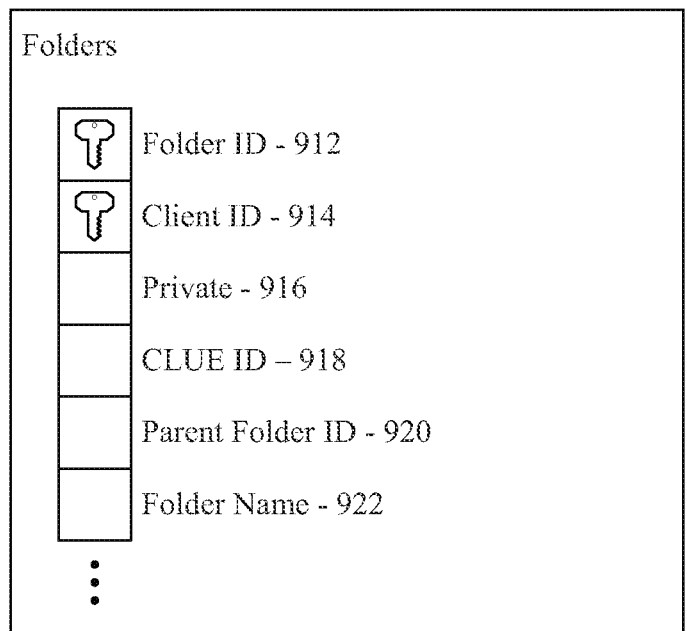 Folders
Folder ID - 912
Client ID - 914
Private - 916
CLUE ID – 918
Parent Folder ID - 920
Folder Name - 922